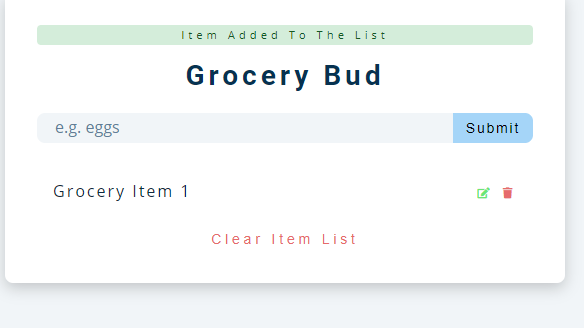 Item Added To The List
Grocery Bud
e.g. eggs
Submit
Grocery Item 1
Clear Item List